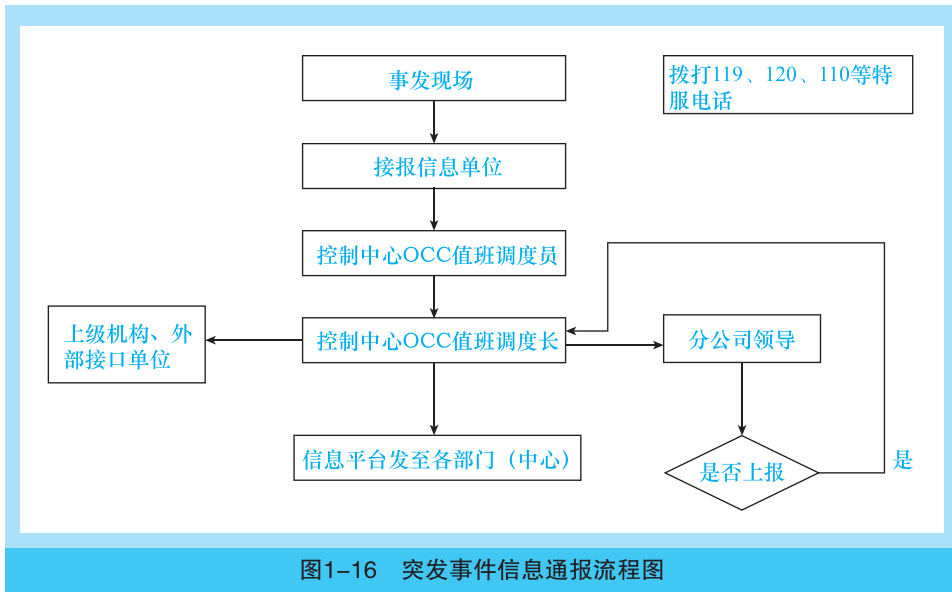 事发现场
拨打119、120、110等特
服电话
接报信息单位
控制中心OCC值班调度员
上级机构、外
部接口单位
控制中心OCC值班调度长
分公司领导
信息平台发至各部门（中心）
是否上报
是
图1-16 突发事件信息通报流程图